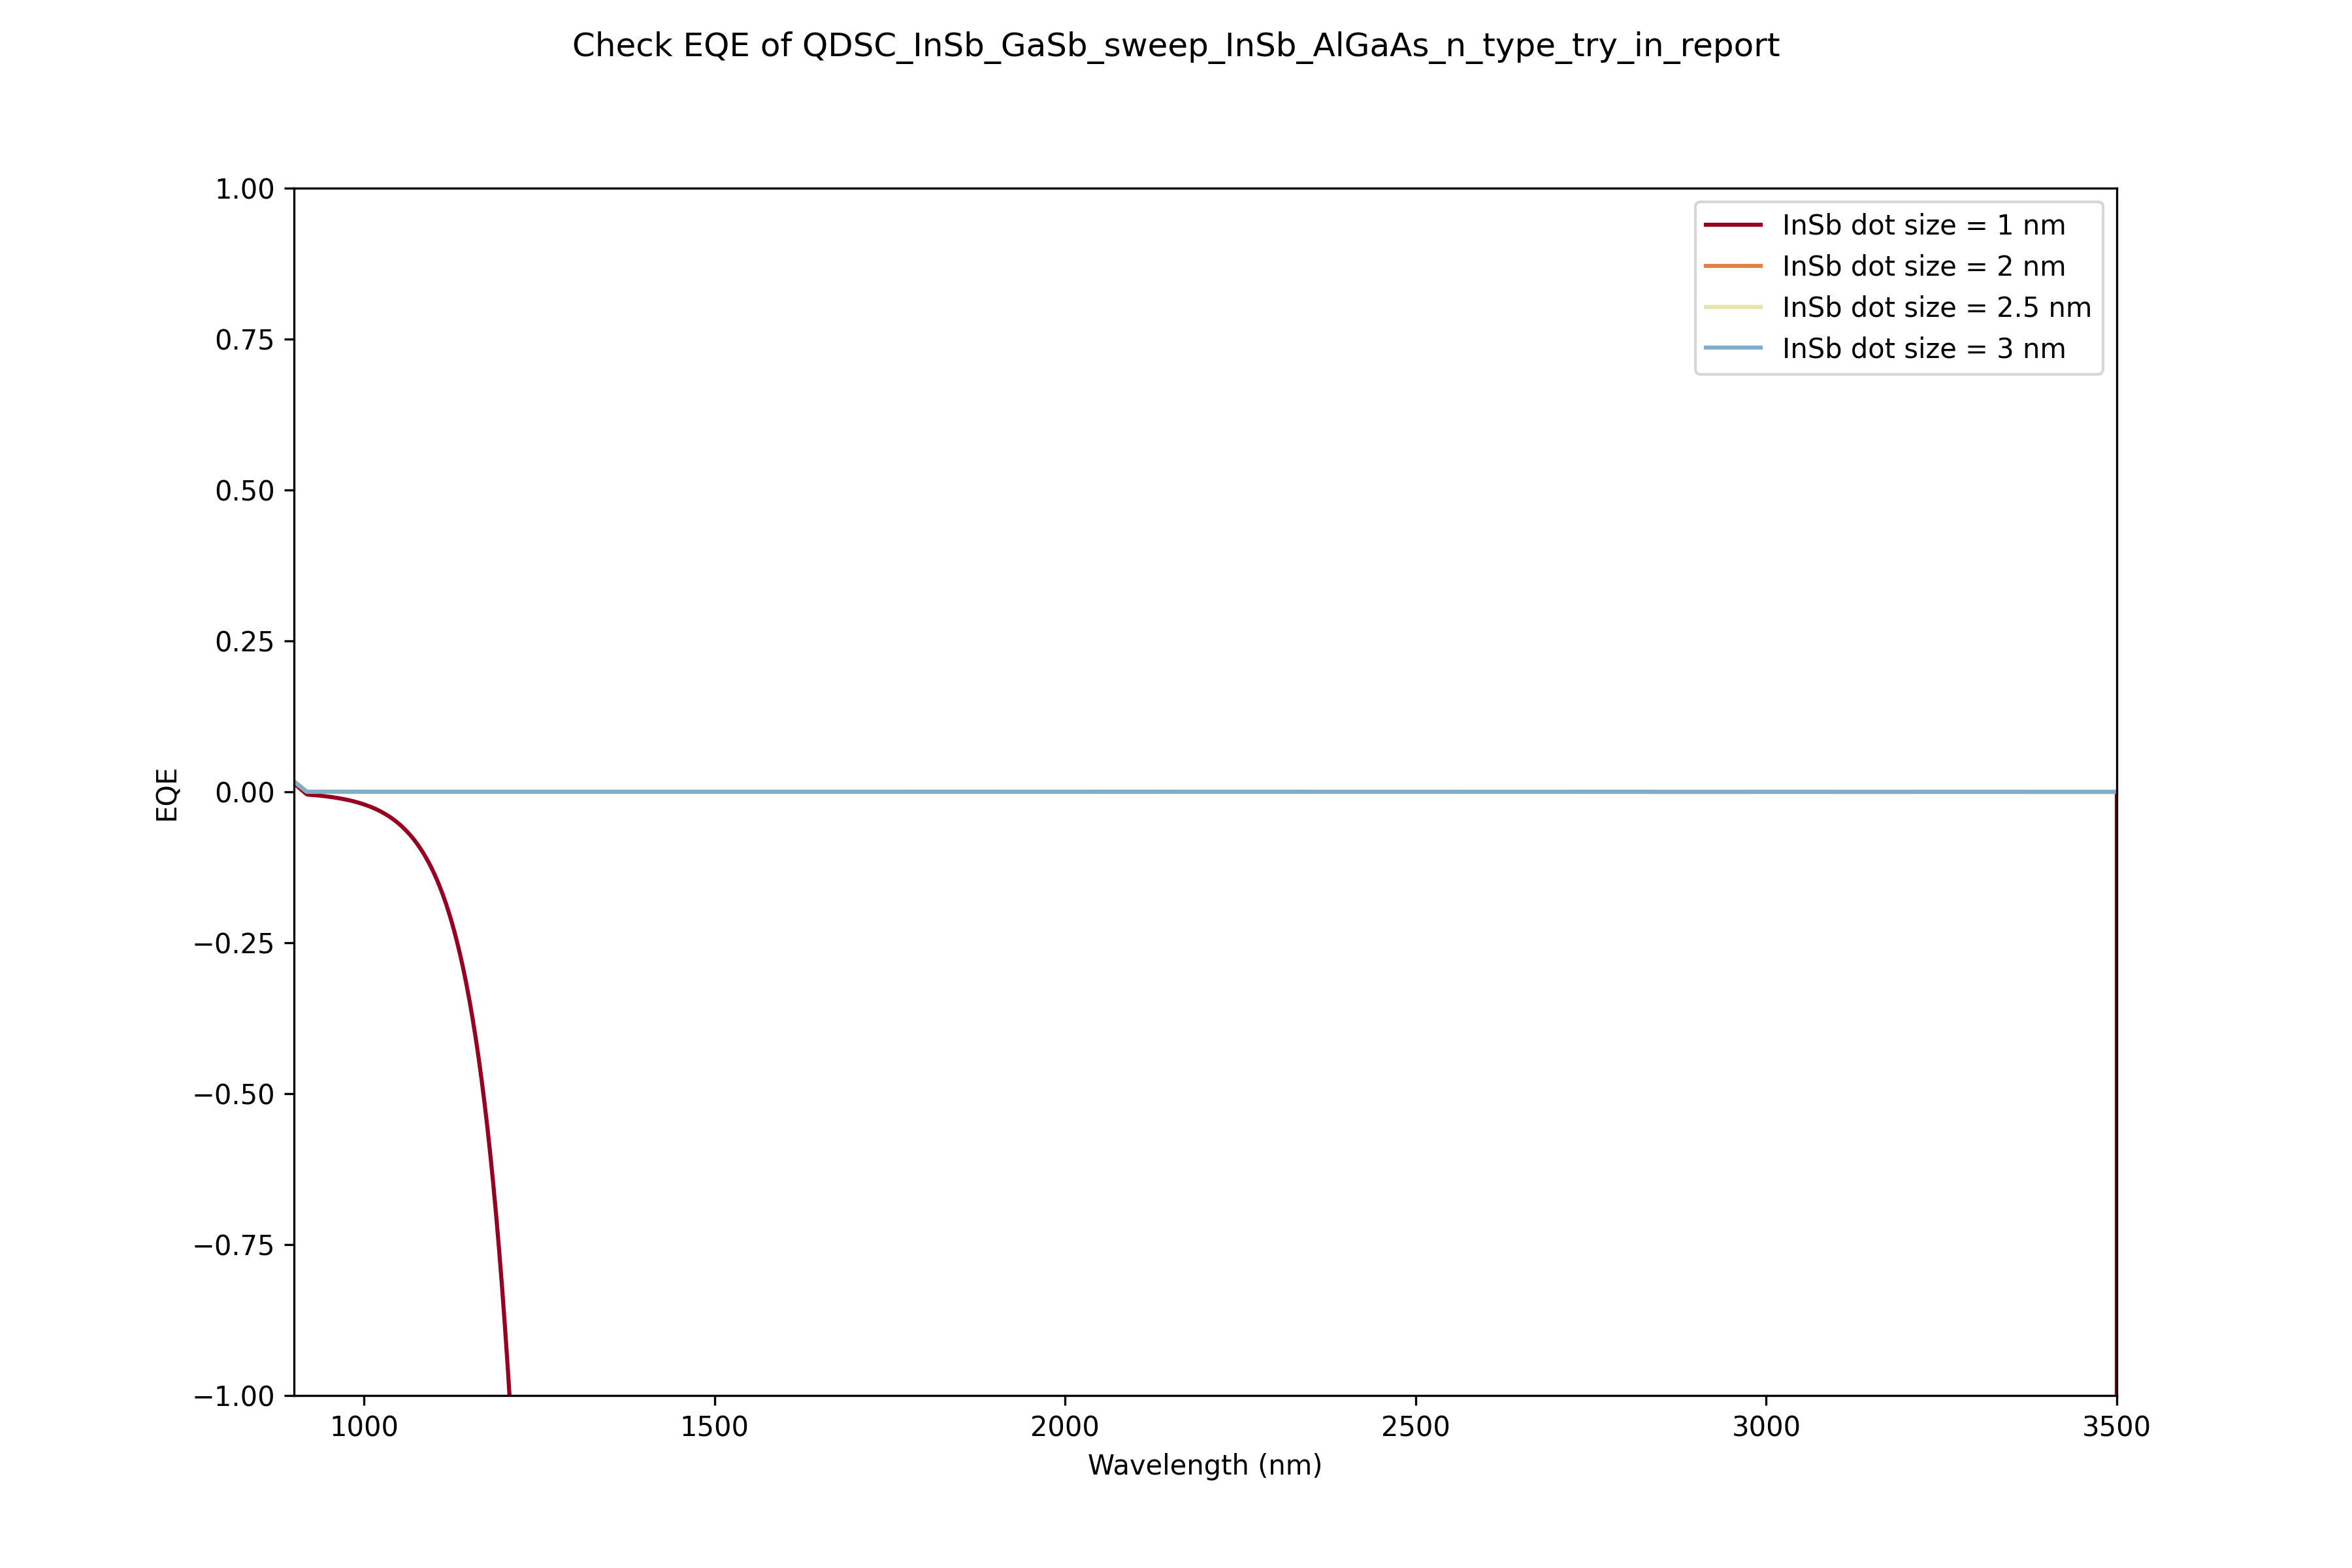 Check EQE of QDSC_InSb_GaSb_sweep_InSb_AlGaAs_n_type_try_in_report
1.00
0.75
0.50
0.25
0.00
−0.25
−0.50
−0.75
−1.00
EQE
InSb dot size = 1 nm
InSb dot size = 2 nm
InSb dot size = 2.5 nm
InSb dot size = 3 nm
1000 1500 2000 2500 3000 3500
Wavelength (nm)